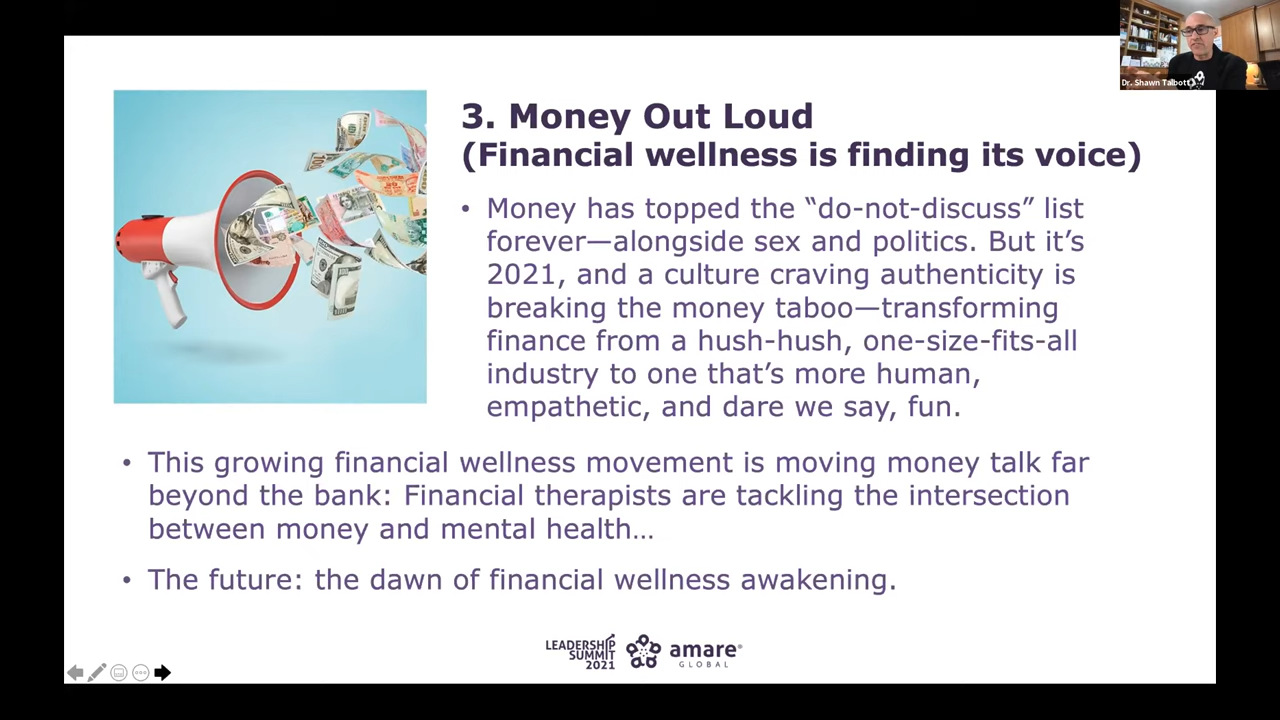 Dr. Shawn Talbott
3. Money Out Loud
(Financial wellness is finding its voice)
• Money has topped the “do-not-discuss” list
forever—alongside sex and politics. But it’s
2021, and a culture craving authenticity is
breaking the money taboo—transforming
finance from a hush-hush, one-size-fits-all
industry to one that’s more human,
empathetic, and dare we say, fun.
• This growing financial wellness movement is moving money talk far
beyond the bank: Financial therapists are tackling the intersection
between money and mental health…
• The future: the dawn of financial wellness awakening.
LEADERSHIP
SUMMIT
2021
amare®
GLOBAL